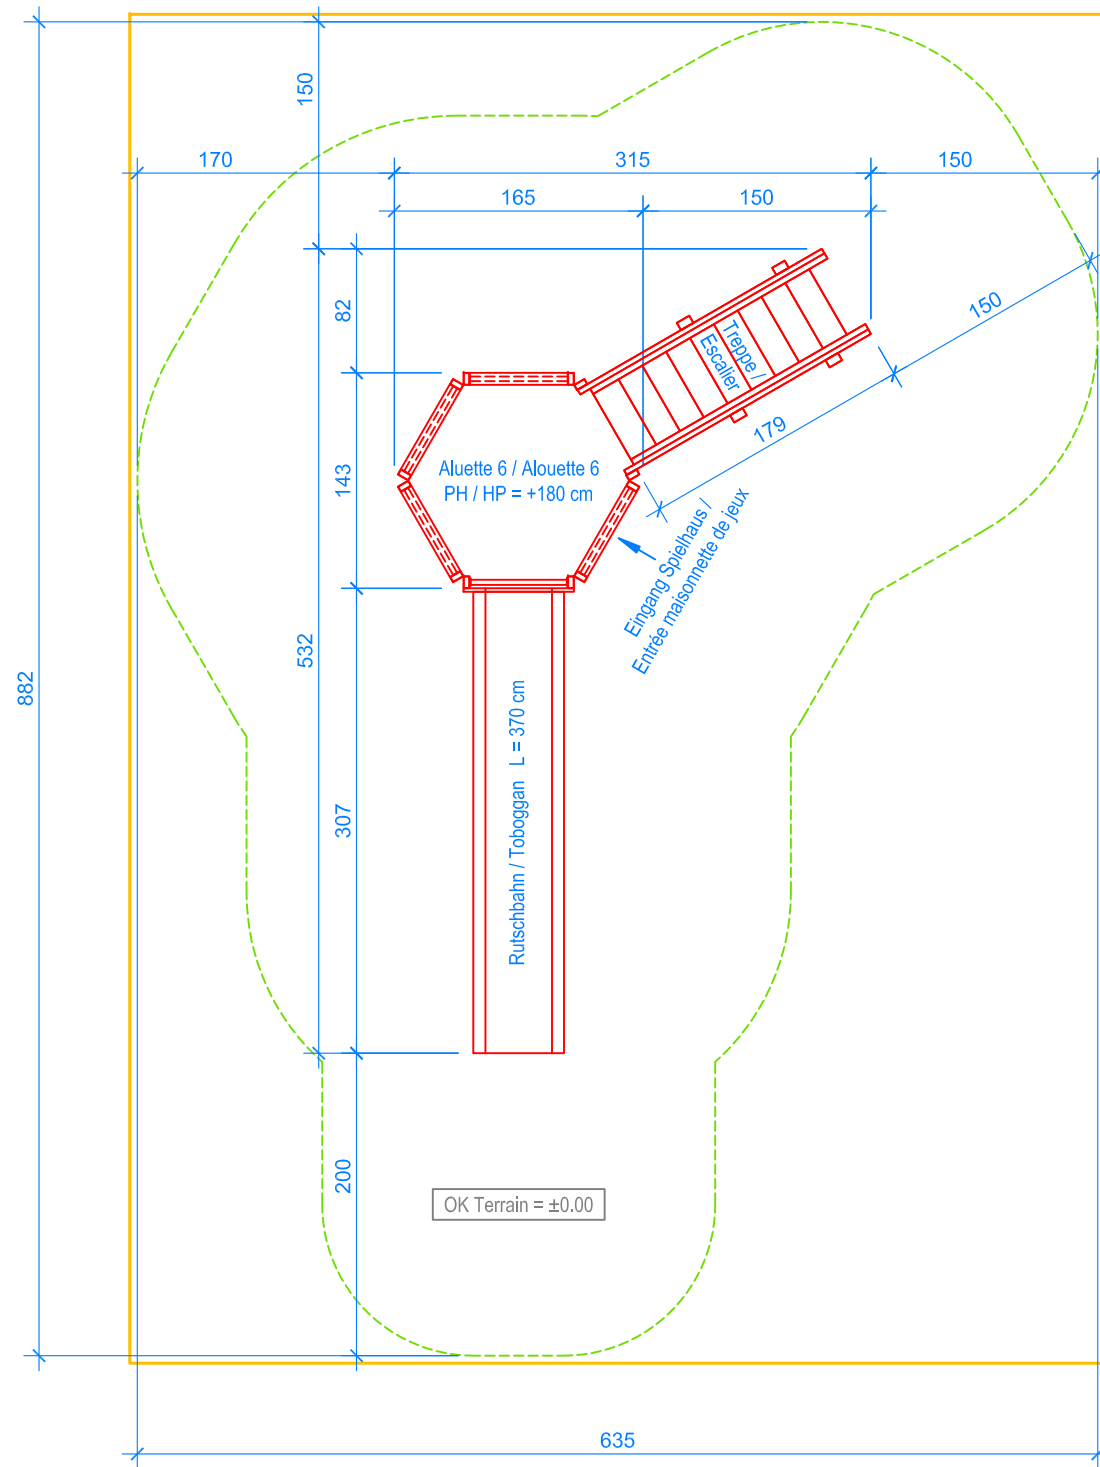 150
170
315
150
165
150
82
150
Treppe /
Escalier
179
143
Aluette 6 / Alouette 6
PH / HP = +180 cm
Eingang Spielhaus /
Entrée maisonnette de jeux
532
882
307
Rutschbahn / Toboggan L = 370 cm
200
OK Terrain = ±0.00
635